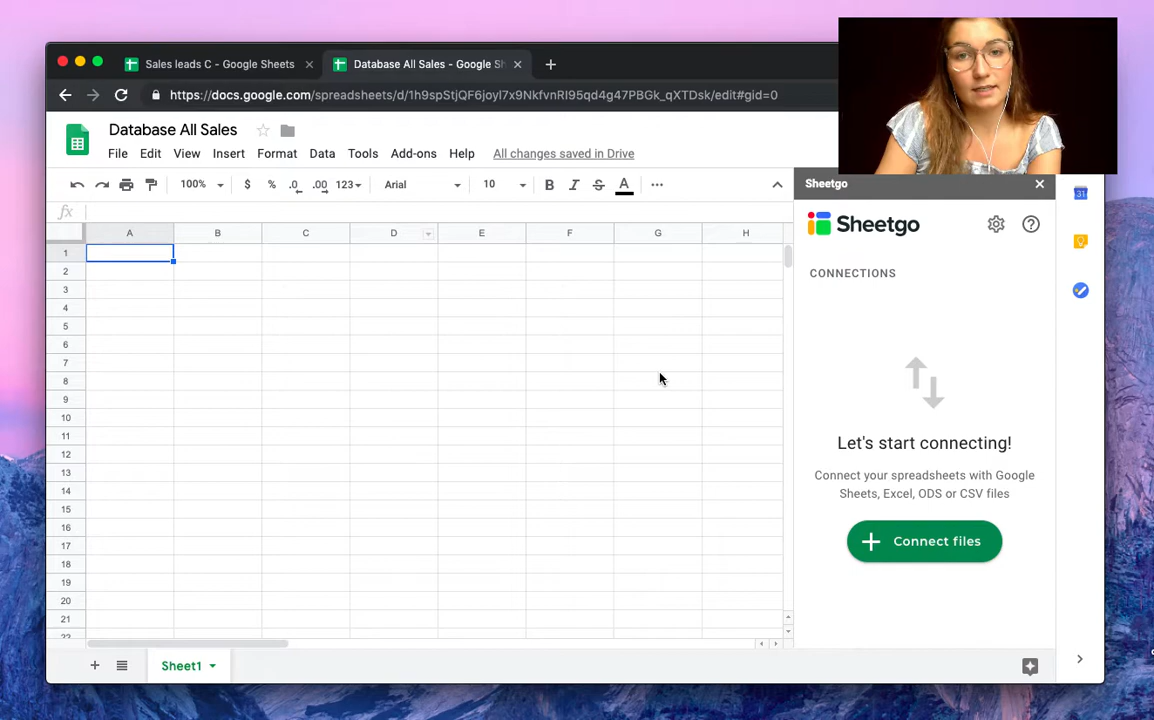 Sales leads C - Google Sheets
Database All Sales - Google Sh
https://docs.google.com/spreadsheets/d/1h9spStjQF6joyI7x9NkfvnRI95qd4g47PBGk_qXTDsk/edit#gid=0
Database All Sales
File Edit View Insert Format Data Tools Add-ons Help All changes saved in Drive
100% $ % .0 .00 123 Arial 10 B I S A
fx
Sheetgo
Sheetgo
31
CONNECTIONS
A B C D E F G H
1
2
3
4
5
6
7
8
9
10
11
12
13
14
15
16
17
18
19
20
21
22
Let's start connecting!
Connect your spreadsheets with Google
Sheets, Excel, ODS or CSV files
+ Connect files
Sheet1